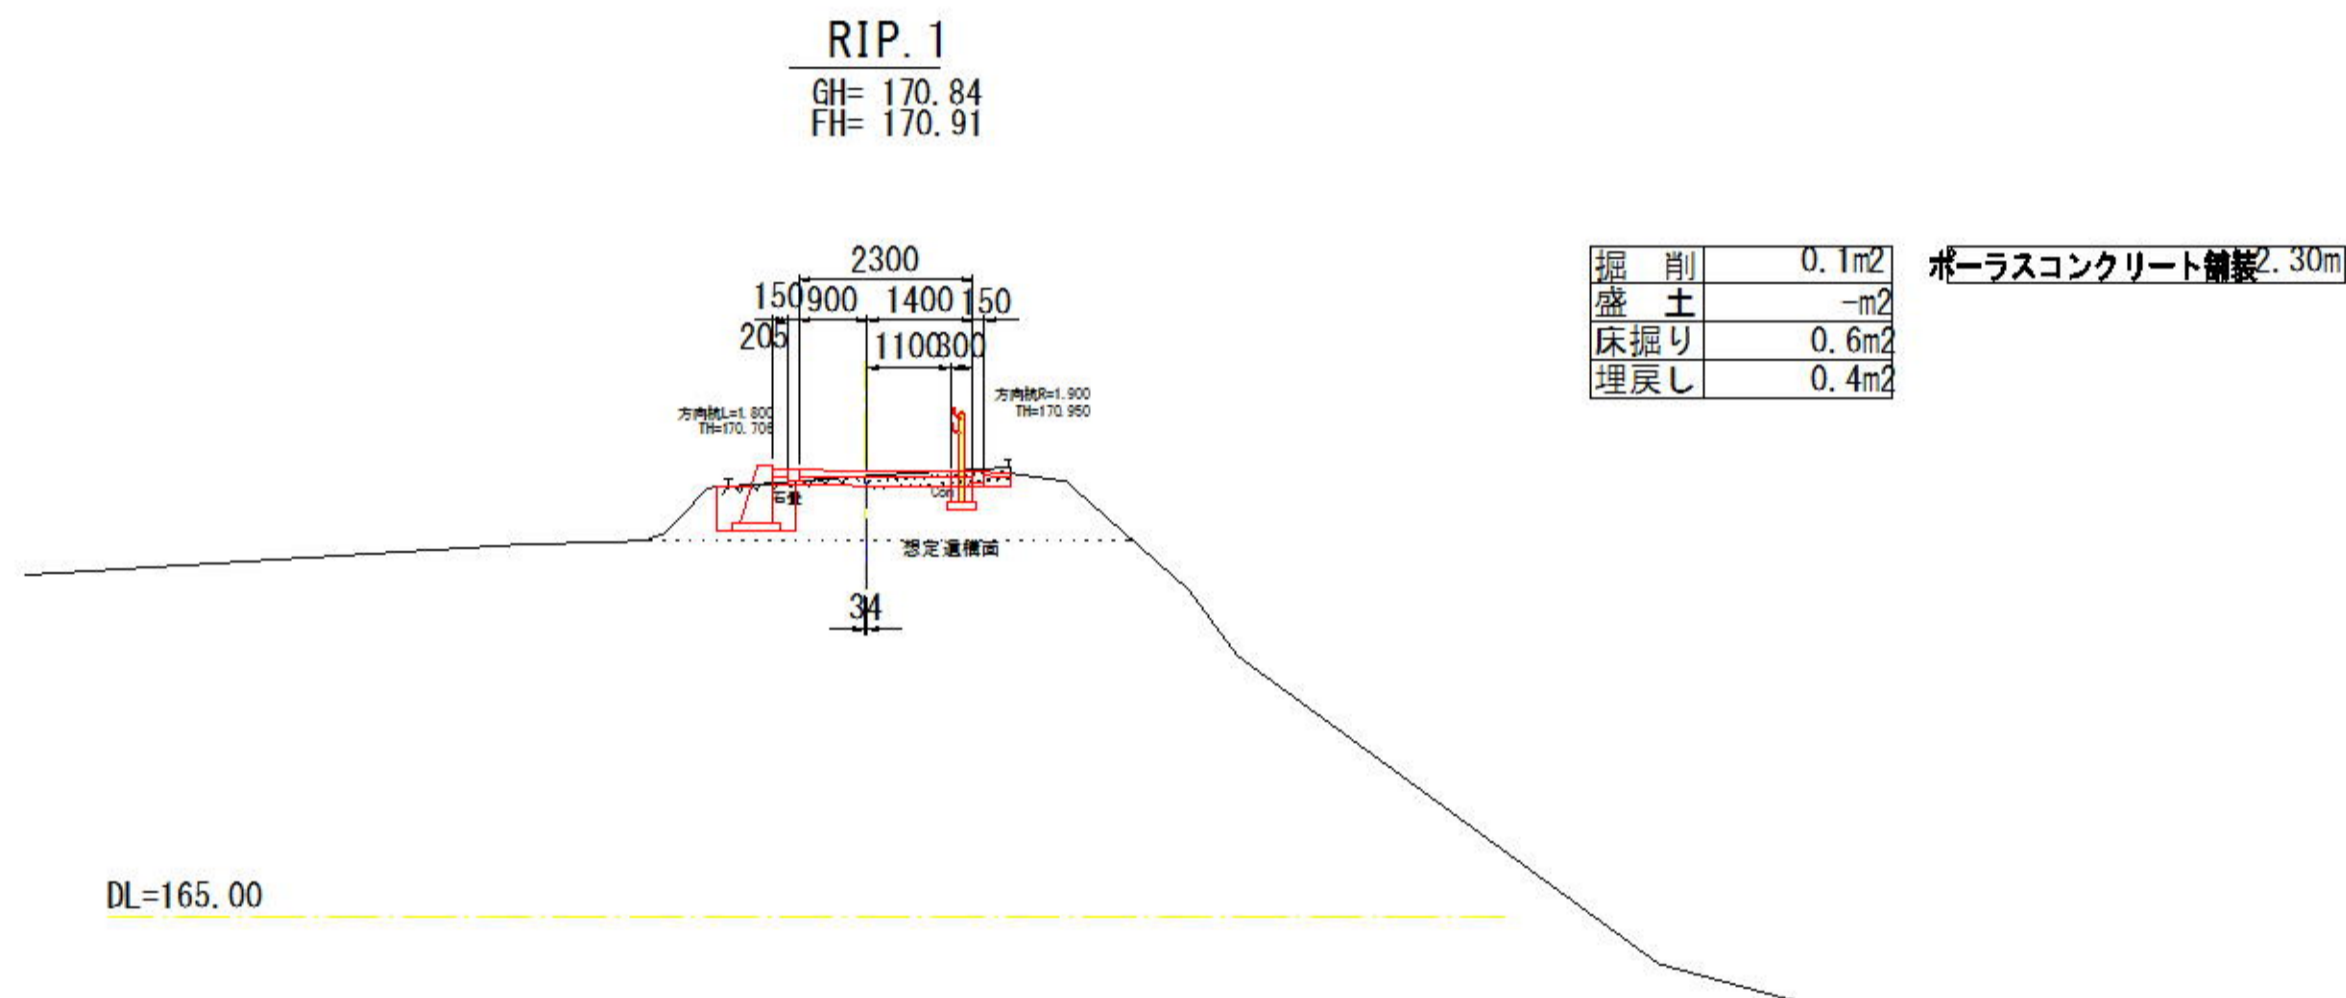 RIP. 1
GH= 170.84
FH= 170.91
2300
150 900 1400 150
205
1100 300
方向杭L=1.800
TH=170.706
方向杭R=1.900
TH=170.950
石畳
Con
想定遺構面
34
DL=165.00
掘 削 0.1m2
盛 土 -m2
床掘り 0.6m2
埋戻し 0.4m2
ポーラスコンクリート舗装 2.30m